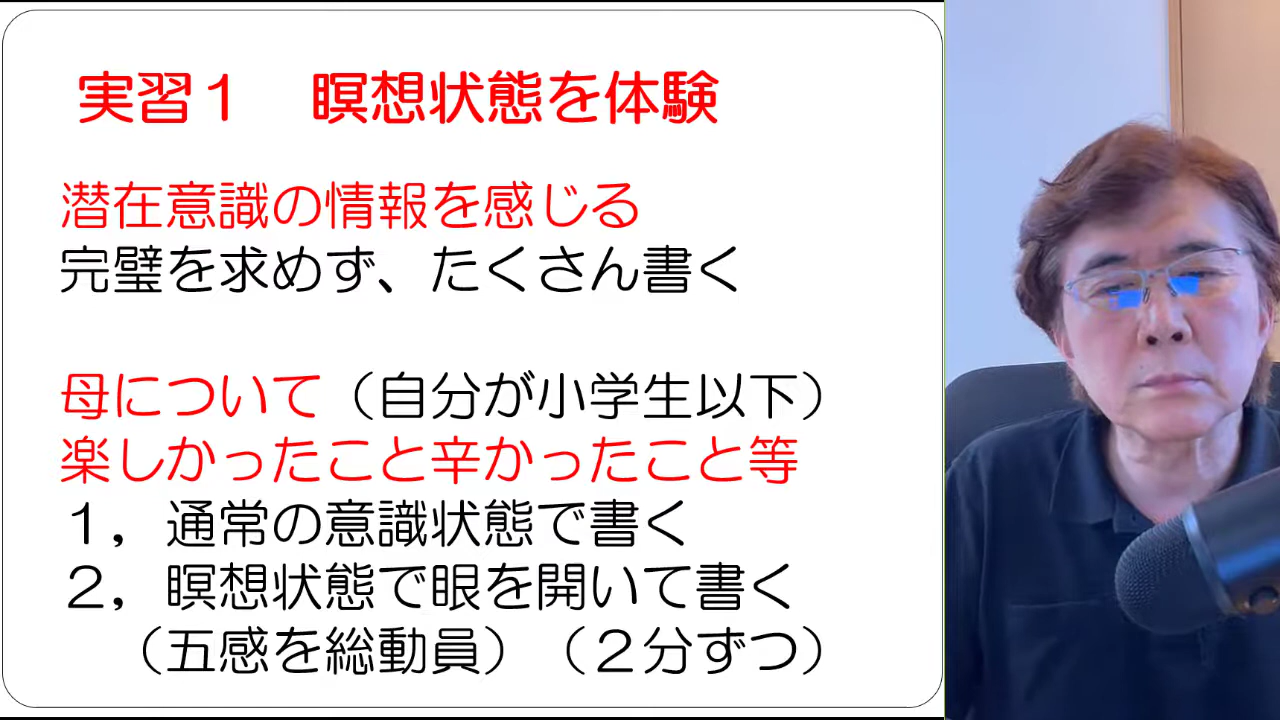 実習１　瞑想状態を体験
潜在意識の情報を感じる
完璧を求めず、たくさん書く
母について（自分が小学生以下）
楽しかったこと辛かったこと等
１，通常の意識状態で書く
２，瞑想状態で眼を開いて書く
（五感を総動員）（２分ずつ）